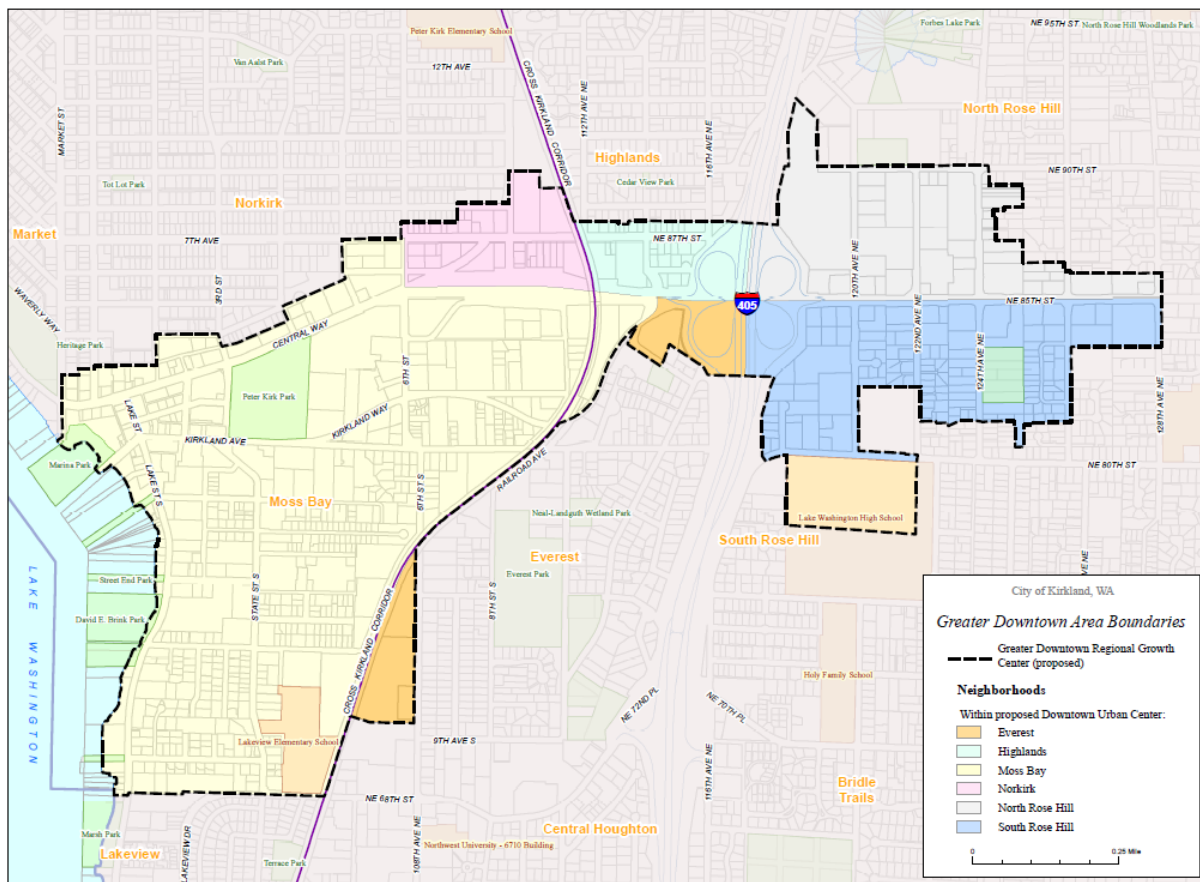 Forbes Lake Park
NE 95TH ST
North Rose Hill Woodlands Park
Peter Kirk Elementary School
Van Aalst Park
12TH AVE
CROSS KIRKLAND CORRIDOR
112TH AVE NE
116TH AVE NE
MARKET ST
North Rose Hill
Highlands
NE 90TH ST
Cedar View Park
Tot Lot Park
Norkirk
Market
7TH AVE
NE 87TH ST
120TH AVE NE
3RD ST
WAVERLY WAY
NE 85TH ST
405
CENTRAL WAY
122ND AVE NE
Heritage Park
6TH ST
124TH AVE NE
Peter Kirk Park
LAKE ST
KIRKLAND WAY
128TH AVE NE
KIRKLAND AVE
Marina Park
RAILROAD AVE
NE 80TH ST
LAKE ST S
Moss Bay
6TH ST S
Neal-Landguth Wetland Park
Lake Washington High School
South Rose Hill
Everest
Everest Park
Street End Park
STATE ST S
8TH ST S
LAKE WASHINGTON
David E. Brink Park
CROSS KIRKLAND CORRIDOR
Holy Family School
NE 72ND PL
NE 70TH PL
Lakeview Elementary School
9TH AVE S
116TH AVE NE
Bridle
Trails
NE 68TH ST
Marsh Park
Central Houghton
108TH AVE NE
Northwest University - 6710 Building
Lakeview
LAKEVIEW DR
Terrace Park
AVE NE
City of Kirkland, WA
Greater Downtown Area Boundaries
Greater Downtown Regional Growth
Center (proposed)
Neighborhoods
Within proposed Downtown Urban Center:
Everest
Highlands
Moss Bay
Norkirk
North Rose Hill
South Rose Hill
0
0.25 Mile